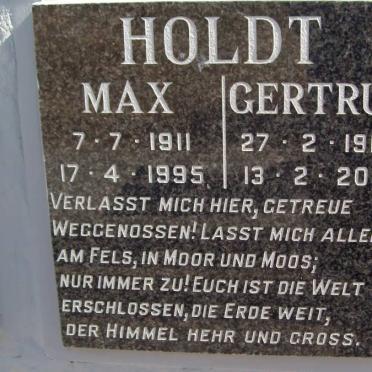 HOLDT
MAX GERTRU
7·7·1911 27·2·19
17·4·1995 13·2·20
VERLASST MICH HIER, GETREUE
WEGGENOSSEN! LASST MICH ALLE
AM FELS, IN MOOR UND MOOS;
NUR IMMER ZU! EUCH IST DIE WELT
ERSCHLOSSEN, DIE ERDE WEIT,
DER HIMMEL HEHR UND GROSS.